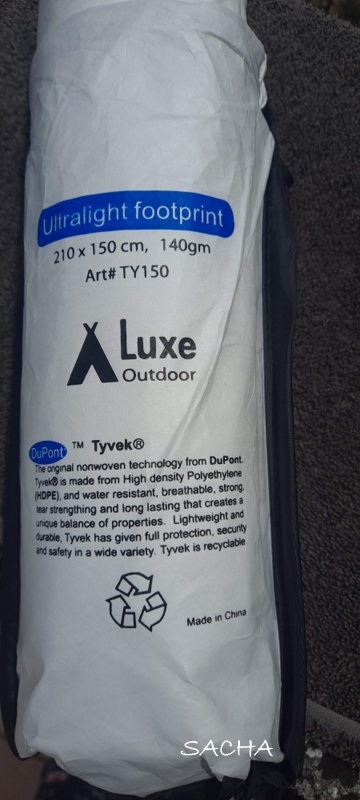 Ultralight footprint
210 x 150 cm, 140gm
Art# TY150
Luxe
Outdoor
DuPont ™ Tyvek®
The original nonwoven technology from DuPont.
Tyvek® is made from High density Polyethylene
(HDPE), and water resistant, breathable, strong,
tear strengthing and long lasting that creates a
unique balance of properties. Lightweight and
durable, Tyvek has given full protection, security
and safety in a wide variety. Tyvek is recyclable
Made in China
SACHA